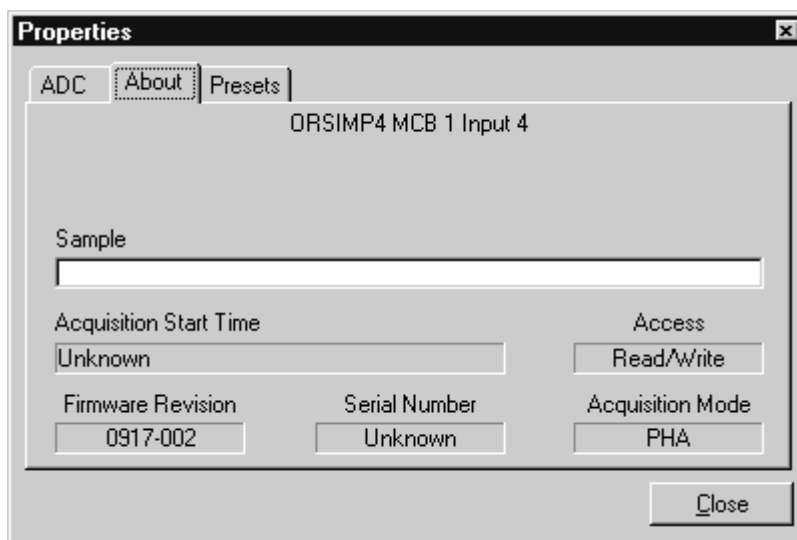 Properties
ADC About Presets
ORSIMP4 MCB 1 Input 4
Sample
Acquisition Start Time Access
Unknown Read/Write
Firmware Revision Serial Number Acquisition Mode
0917-002 Unknown PHA
Close